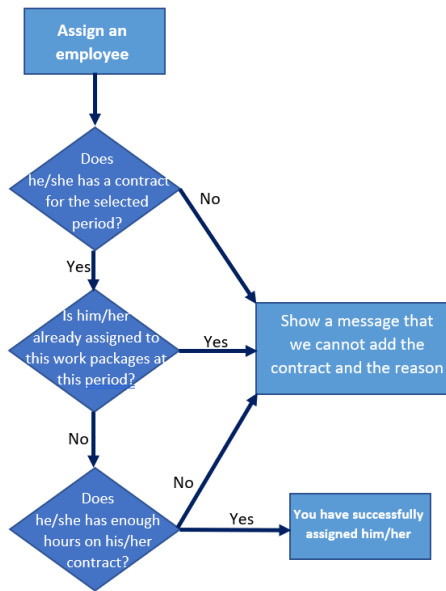 Assign an
employee
Does
he/she has a contract
for the selected
period?
No
Yes
Is him/her
already assigned to
this work packages at
this period?
Yes
Show a message that
we cannot add the
contract and the reason
No
Does
he/she has enough
hours on his/her
contract?
No
Yes
You have successfully
assigned him/her